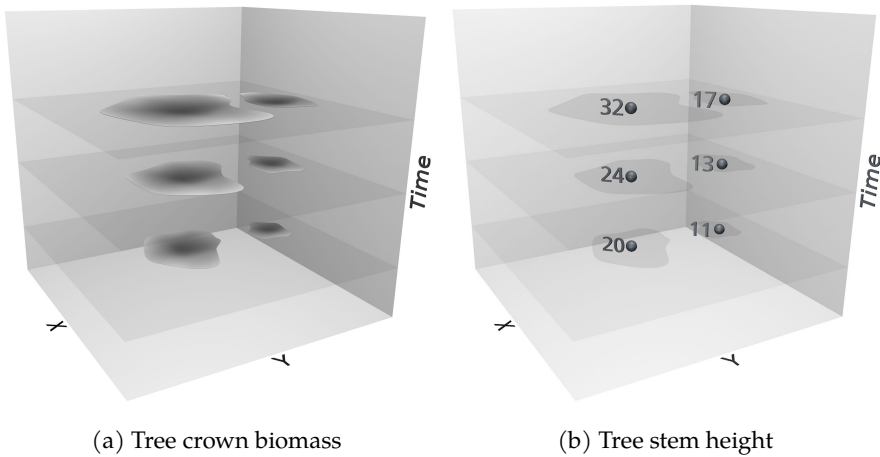 32 17
24 13
20 11
Time
Time
X
Y
X
Y
(a) Tree crown biomass
(b) Tree stem height